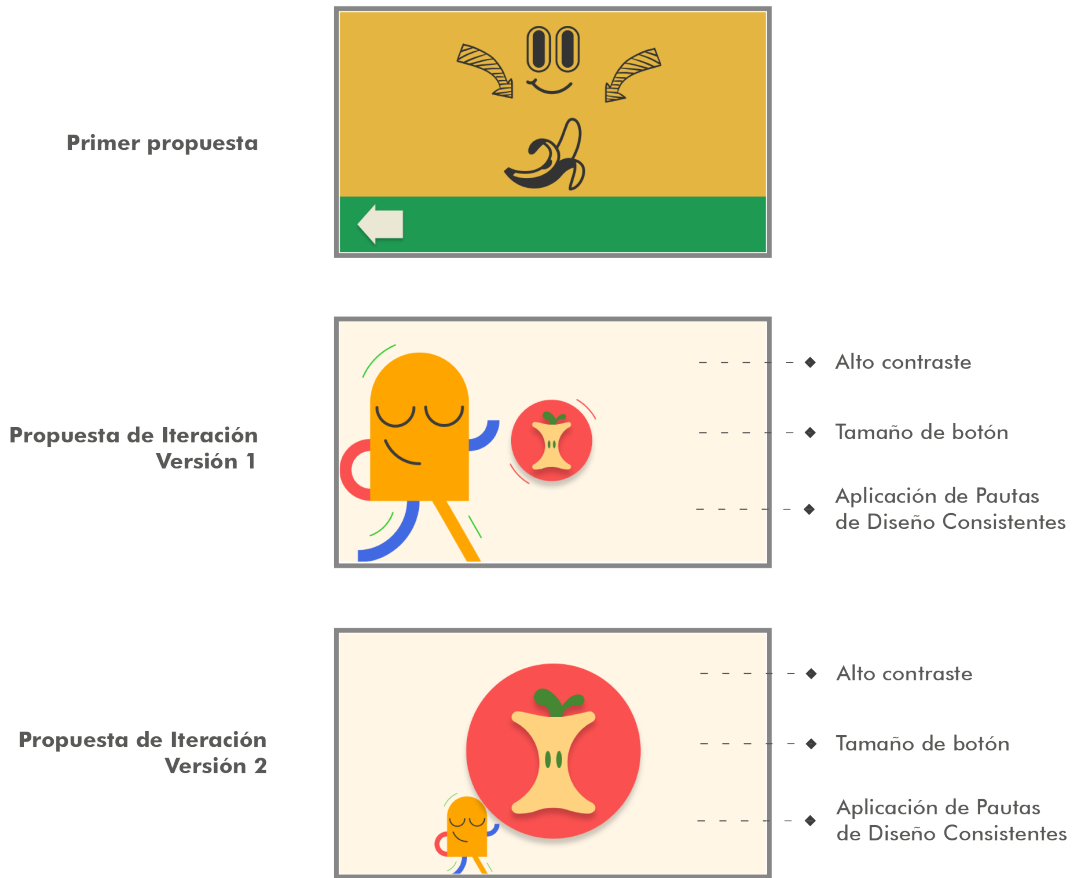 Primer propuesta
Propuesta de Iteración
Versión 1
Alto contraste
Tamaño de botón
Aplicación de Pautas
de Diseño Consistentes
Propuesta de Iteración
Versión 2
Alto contraste
Tamaño de botón
Aplicación de Pautas
de Diseño Consistentes